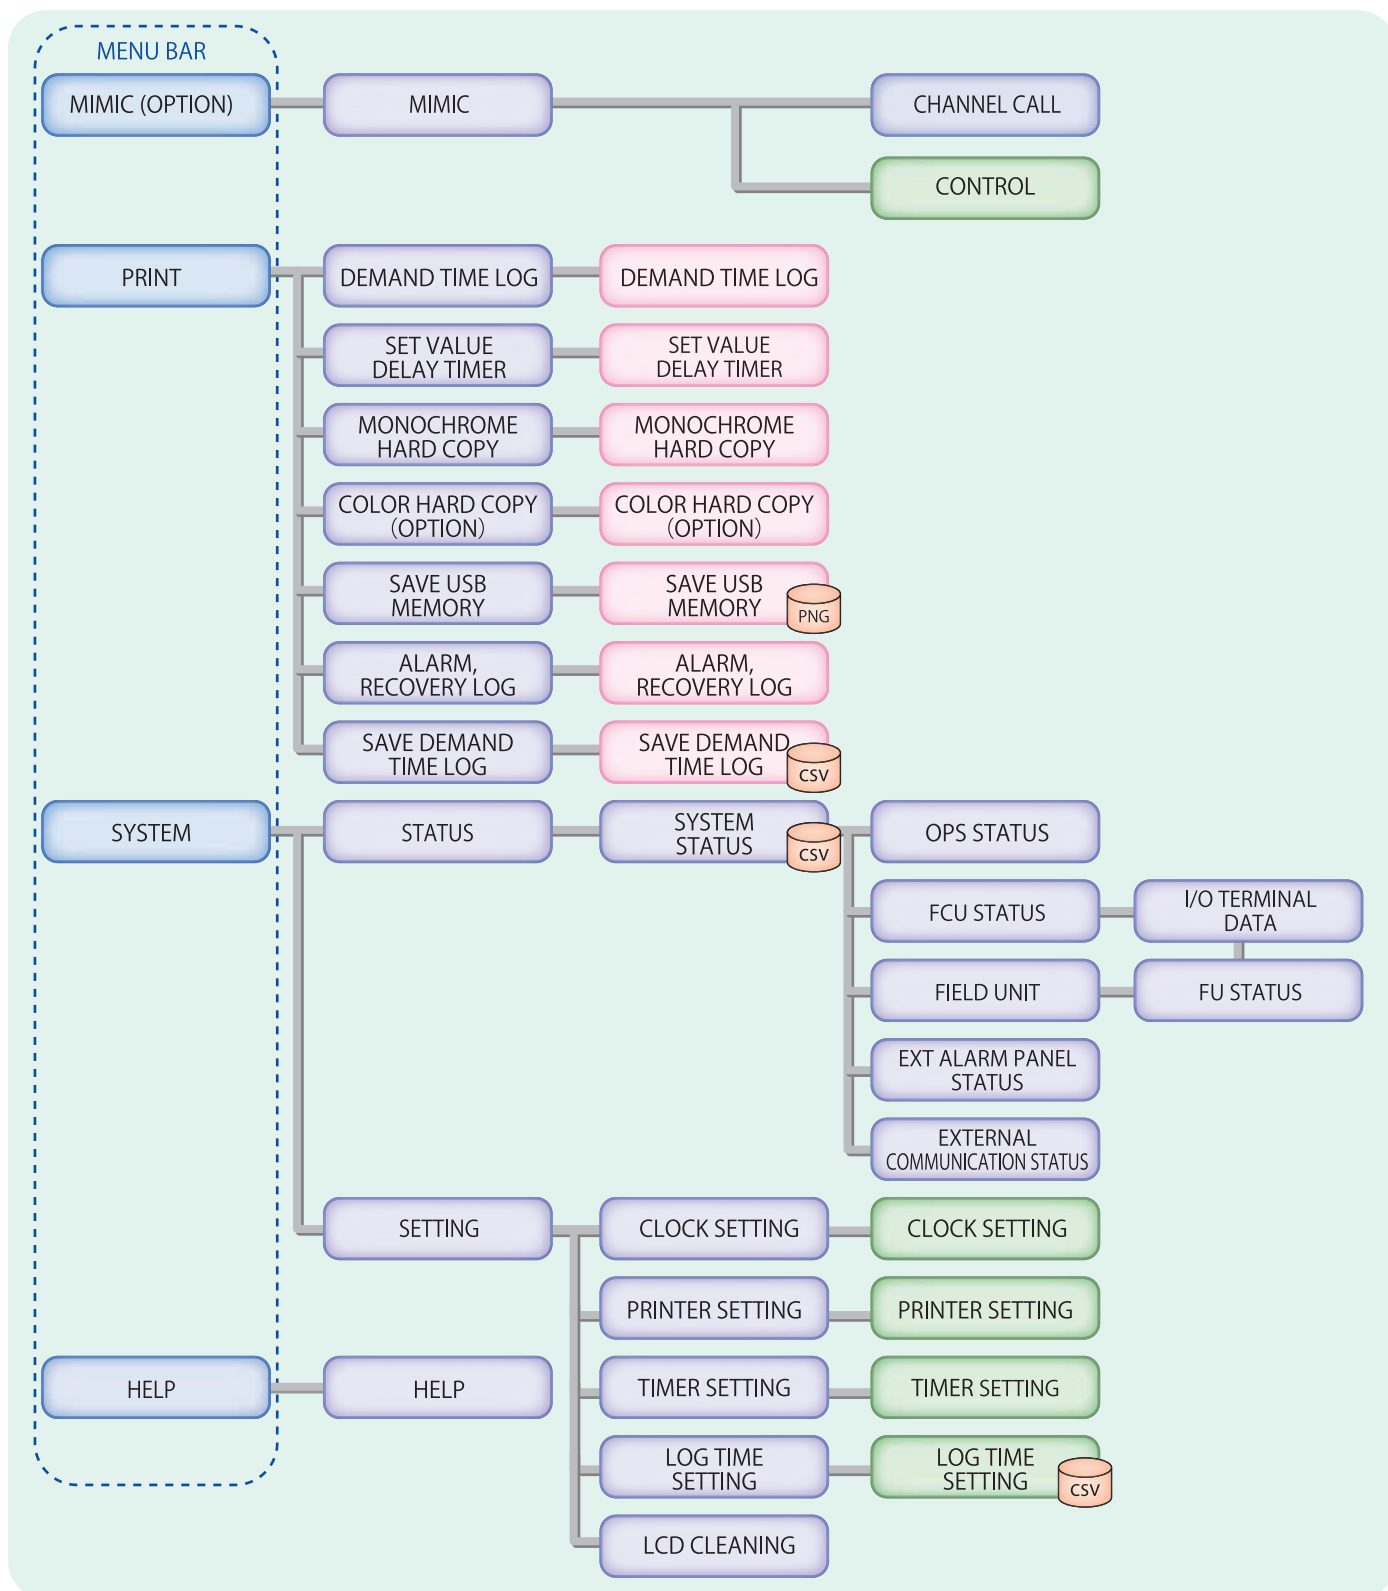 MENU BAR
MIMIC (OPTION)
MIMIC
CHANNEL CALL
CONTROL
PRINT
DEMAND TIME LOG
DEMAND TIME LOG
SET VALUE
DELAY TIMER
SET VALUE
DELAY TIMER
MONOCHROME
HARD COPY
MONOCHROME
HARD COPY
COLOR HARD COPY
(OPTION)
COLOR HARD COPY
(OPTION)
SAVE USB
MEMORY
SAVE USB
MEMORY
PNG
ALARM,
RECOVERY LOG
ALARM,
RECOVERY LOG
SAVE DEMAND
TIME LOG
SAVE DEMAND
TIME LOG
CSV
SYSTEM
STATUS
SYSTEM
STATUS
CSV
OPS STATUS
FCU STATUS
I/O TERMINAL
DATA
FIELD UNIT
FU STATUS
EXT ALARM PANEL
STATUS
EXTERNAL
COMMUNICATION STATUS
SETTING
CLOCK SETTING
CLOCK SETTING
PRINTER SETTING
PRINTER SETTING
HELP
HELP
TIMER SETTING
TIMER SETTING
LOG TIME
SETTING
LOG TIME
SETTING
CSV
LCD CLEANING